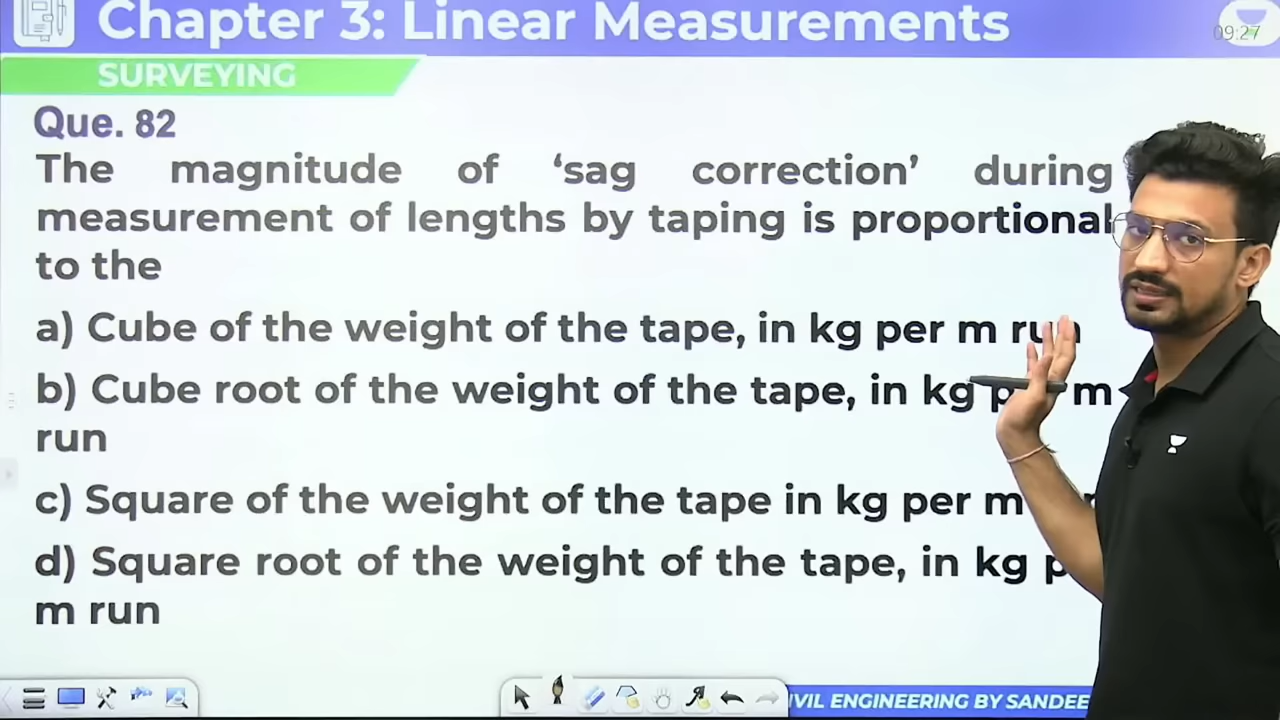 Chapter 3: Linear Measurements
09:27
SURVEYING
Que. 82
The magnitude of ‘sag correction’ during
measurement of lengths by taping is proportional
to the
a) Cube of the weight of the tape, in kg per m run
b) Cube root of the weight of the tape, in kg m
run
c) Square of the weight of the tape in kg per m
d) Square root of the weight of the tape, in kg
m run
ENGINEERING BY